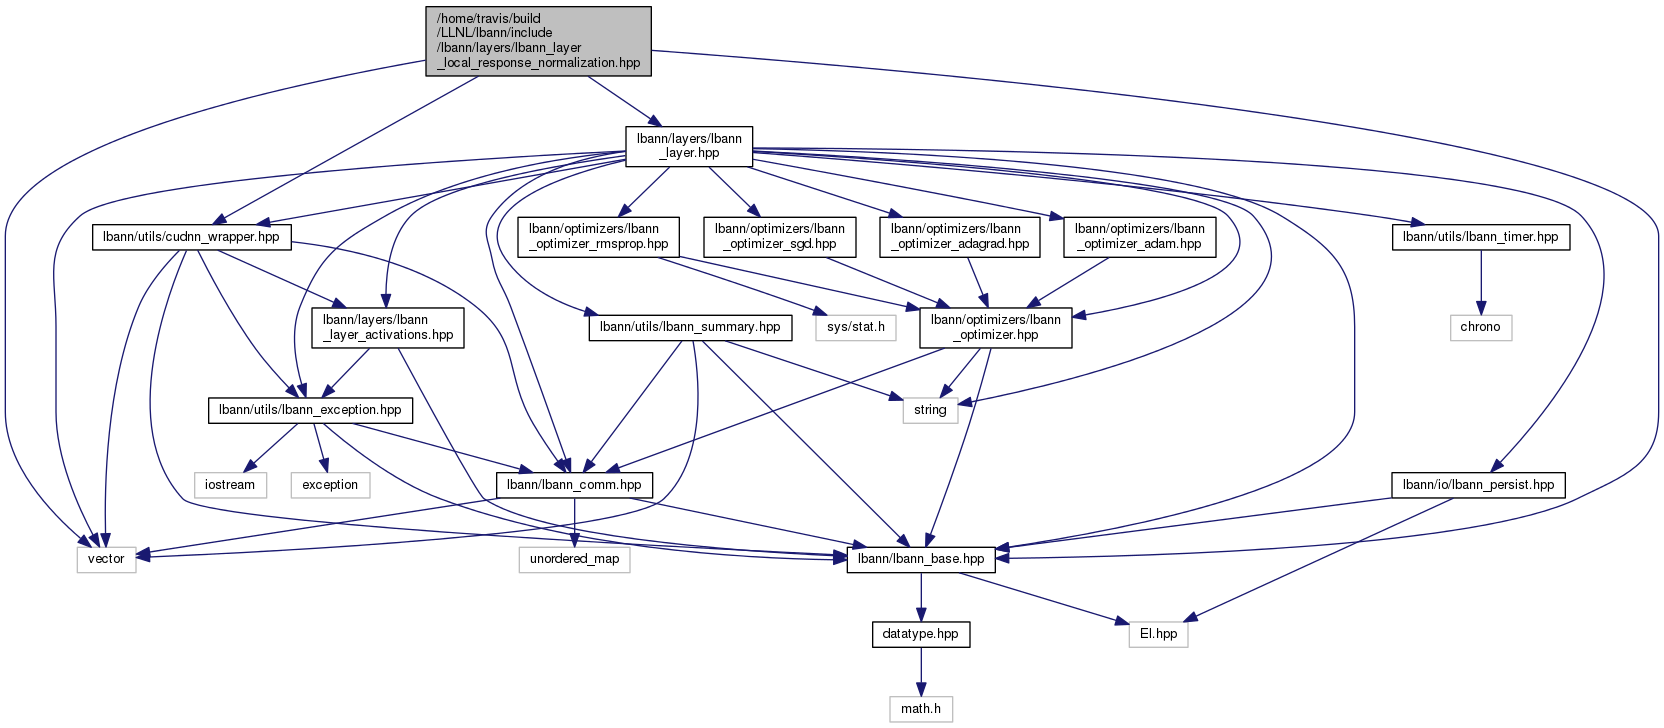 /home/travis/build
/LLNL/lbann/include
/lbann/layers/lbann_layer
_local_response_normalization.hpp
lbann/layers/lbann
_layer.hpp
lbann/utils/cudnn_wrapper.hpp
lbann/optimizers/lbann
_optimizer_rmsprop.hpp
lbann/optimizers/lbann
_optimizer_sgd.hpp
lbann/optimizers/lbann
_optimizer_adagrad.hpp
lbann/optimizers/lbann
_optimizer_adam.hpp
lbann/utils/lbann_timer.hpp
lbann/layers/lbann
_layer_activations.hpp
lbann/utils/lbann_summary.hpp
sys/stat.h
lbann/optimizers/lbann
_optimizer.hpp
chrono
lbann/utils/lbann_exception.hpp
string
iostream
exception
lbann/lbann_comm.hpp
lbann/io/lbann_persist.hpp
vector
unordered_map
lbann/lbann_base.hpp
datatype.hpp
El.hpp
math.h